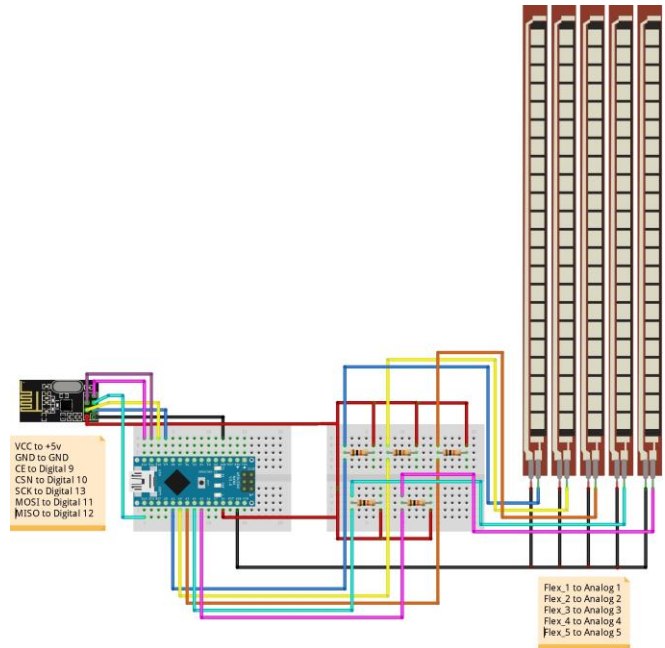 VCC to +5v
GND to GND
CE to Digital 9
CSN to Digital 10
SCK to Digital 13
MOSI to Digital 11
MISO to Digital 12
Flex_1 to Analog 1
Flex_2 to Analog 2
Flex_3 to Analog 3
Flex_4 to Analog 4
Flex_5 to Analog 5